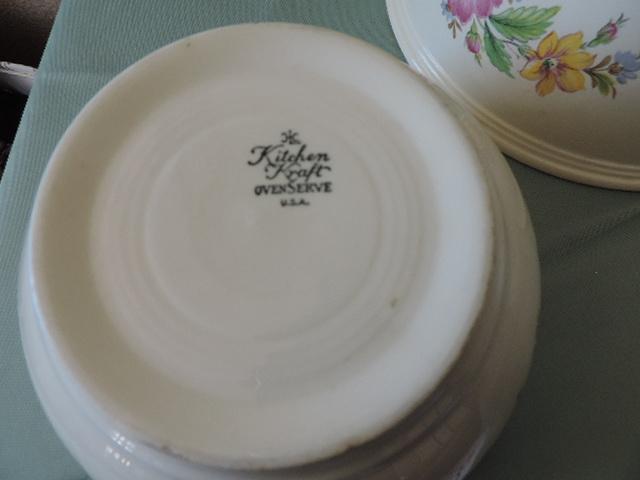 Kitchen
Kraft
OVENSERVE
U.S.A.